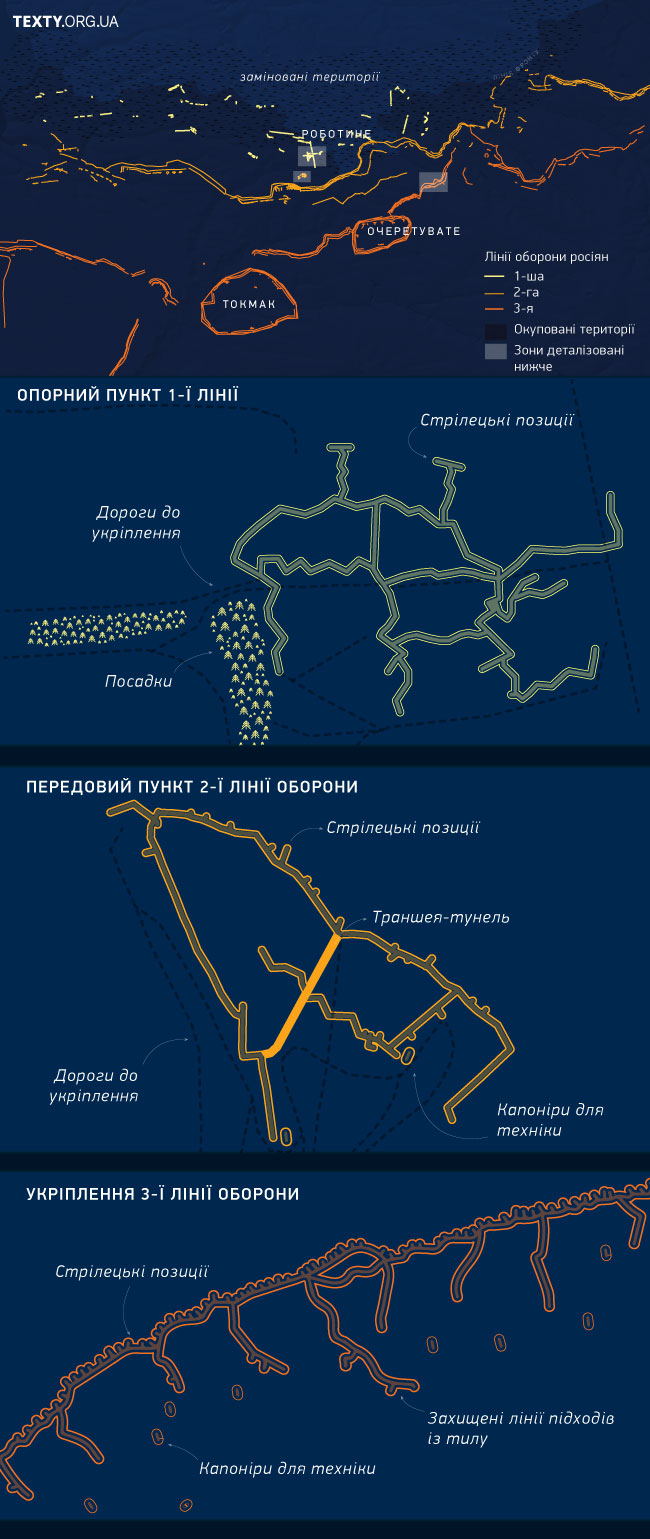 TEXTY.ORG.UA
заміновані території
РОБОТИНЕ
ОЧЕРЕТУВАТЕ
ТОКМАК
Лінії оборони росіян
1-ша
2-га
3-я
Окуповані території
Зони деталізовані
нижче
ОПОРНИЙ ПУНКТ 1-Ї ЛІНІЇ
Стрілецькі позиції
Дороги до
укріплення
Посадки
ПЕРЕДОВИЙ ПУНКТ 2-Ї ЛІНІЇ ОБОРОНИ
Стрілецькі позиції
Траншея-тунель
Дороги до
укріплення
Капоніри для
техніки
УКРІПЛЕННЯ 3-Ї ЛІНІЇ ОБОРОНИ
Стрілецькі позиції
Захищені лінії підходів
із тилу
Капоніри для техніки